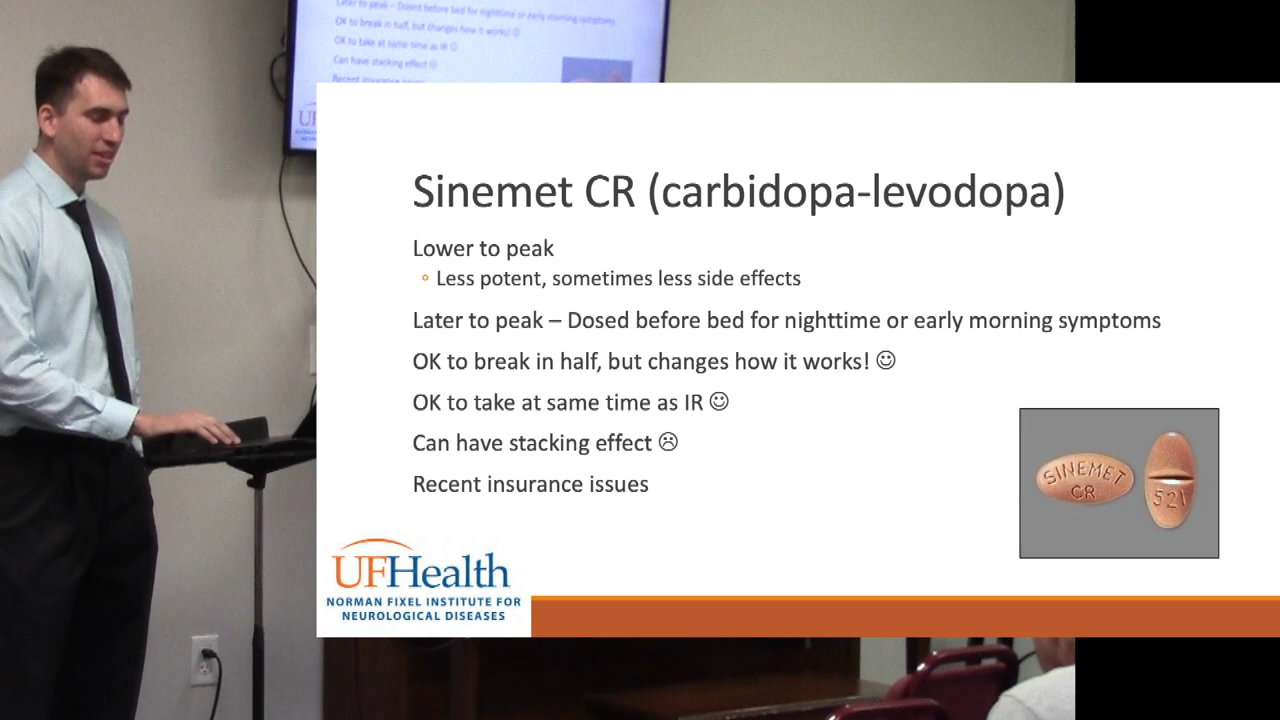 Later to peak – Dosed before bed for nighttime or early morning symptoms
OK to break in half, but changes how it works! ☺
OK to take at same time as IR ☺
Can have stacking effect ☹
Recent insurance
Sinemet CR (carbidopa-levodopa)
Lower to peak
◦ Less potent, sometimes less side effects
Later to peak – Dosed before bed for nighttime or early morning symptoms
OK to break in half, but changes how it works! ☺
OK to take at same time as IR ☺
Can have stacking effect ☹
Recent insurance issues
SINEMET
CR
521
UFHealth
NORMAN FIXEL INSTITUTE FOR
NEUROLOGICAL DISEASES